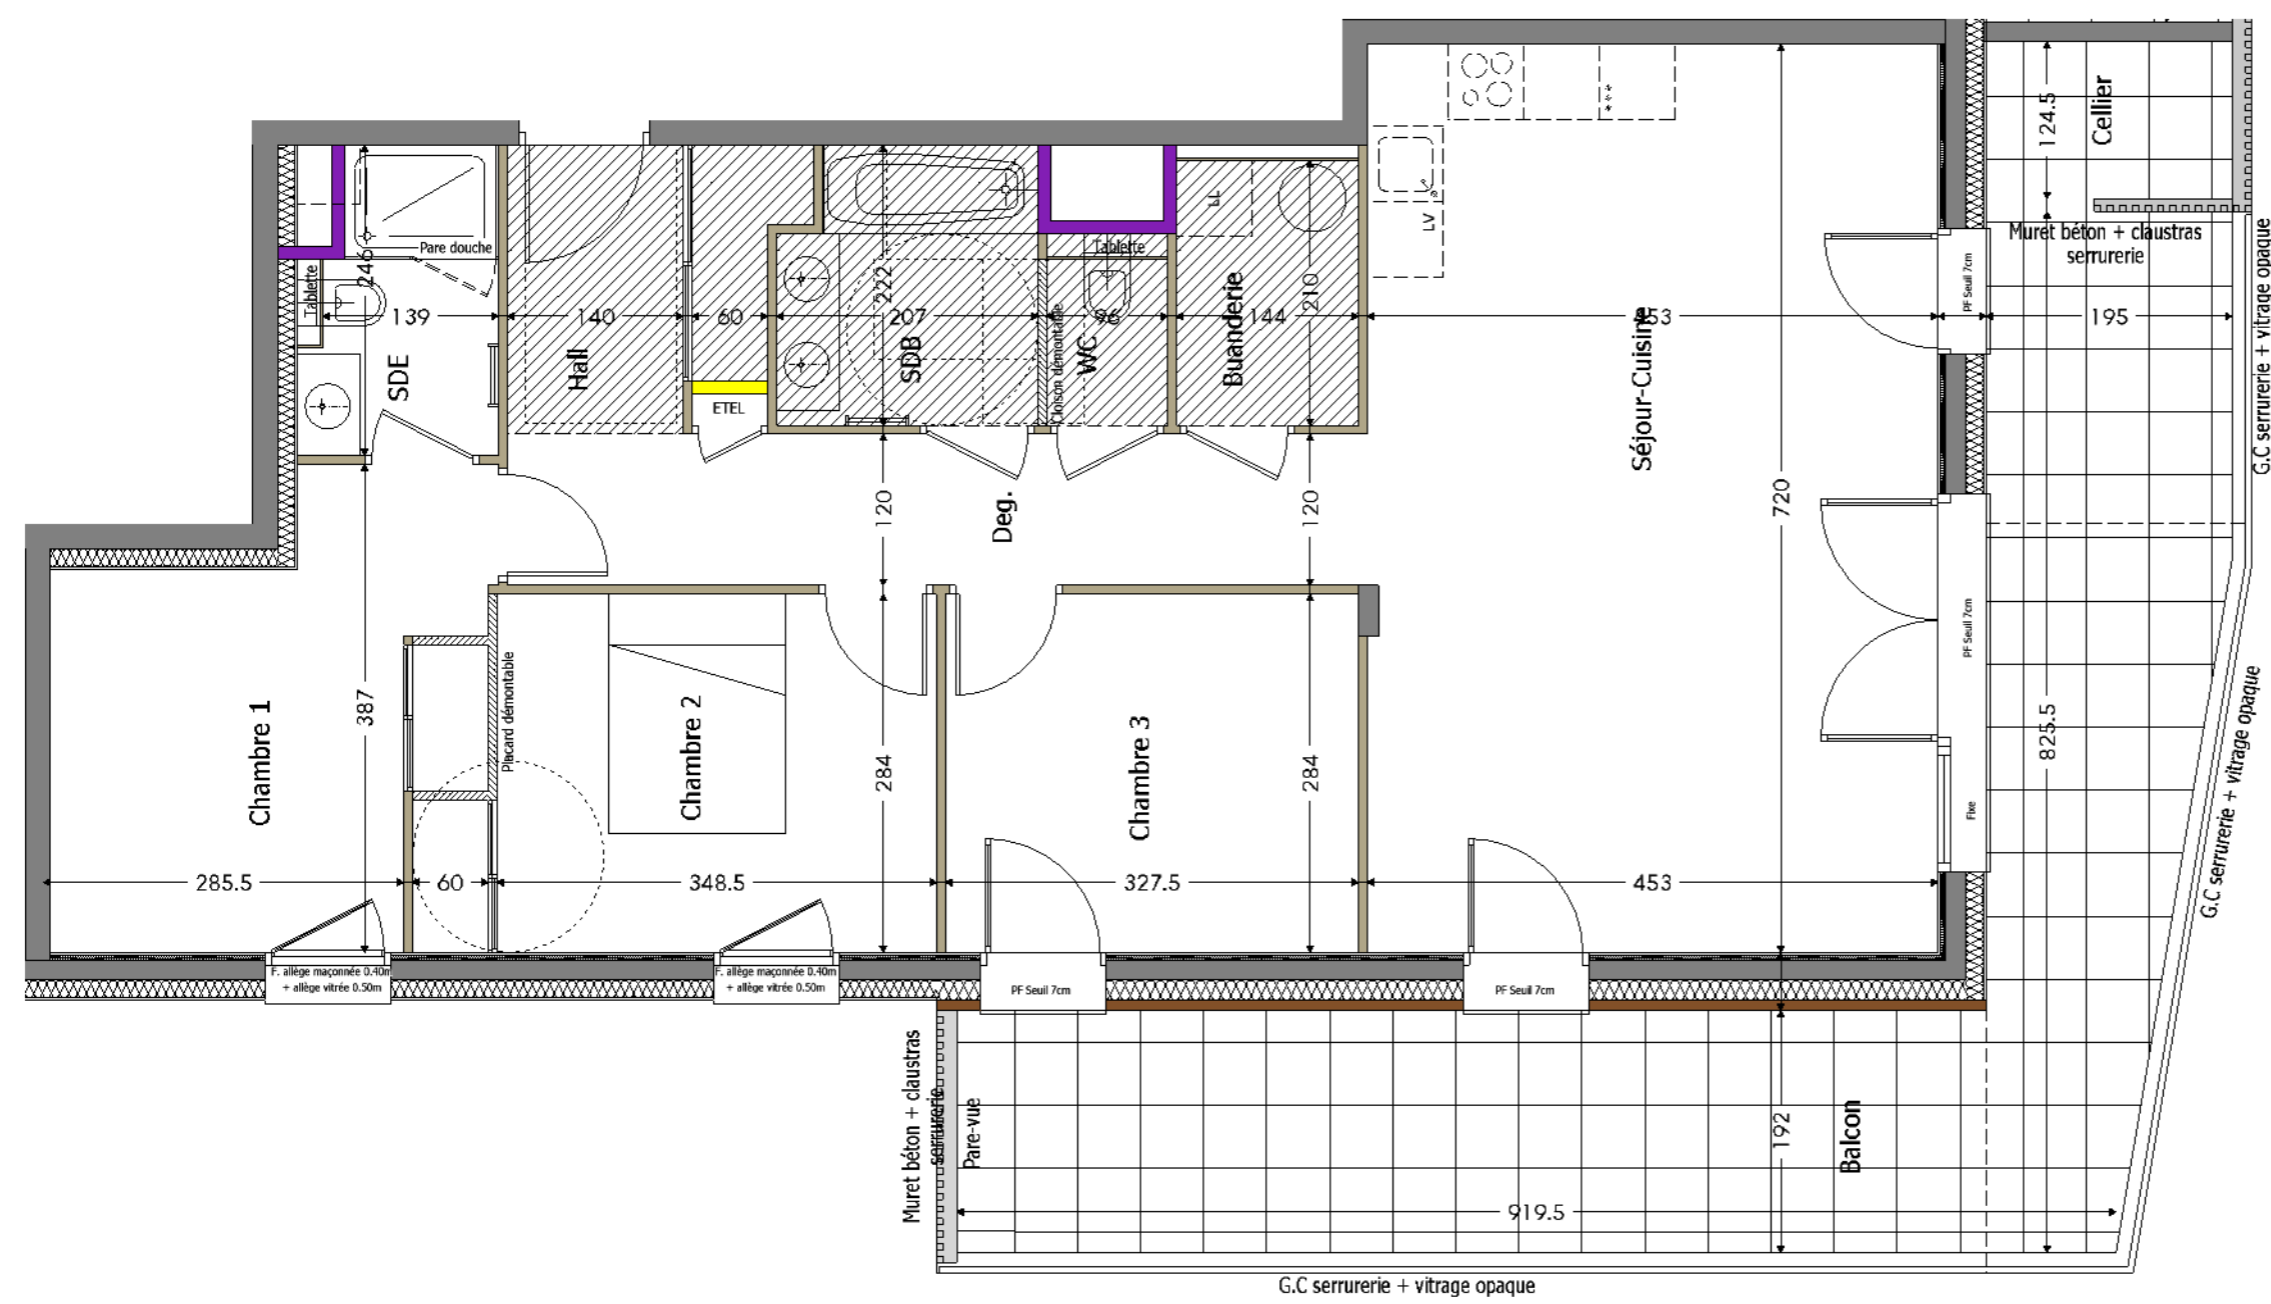 Cellier
124.5
Muret béton + claustras
serrurerie
G.C serrurerie + vitrage opaque
Pare douche
246
Tablette
139
SDE
140
Hall
60
ETEL
222
207
SDB
Cloison démontable
Tablette
96
WC
LL
210
144
Buanderie
LV
453
Séjour-Cuisine
PF Seuil 7cm
195
120
Deg.
120
720
PF Seuil 7cm
825.5
Fixe
G.C serrurerie + vitrage opaque
Chambre 1
387
Placard démontable
Chambre 2
284
Chambre 3
284
285.5
60
348.5
327.5
453
F. allège maçonnée 0.40m
+ allège vitrée 0.50m
F. allège maçonnée 0.40m
+ allège vitrée 0.50m
PF Seuil 7cm
PF Seuil 7cm
Muret béton + claustras
serrurerie
Pare-vue
192
Balcon
919.5
G.C serrurerie + vitrage opaque